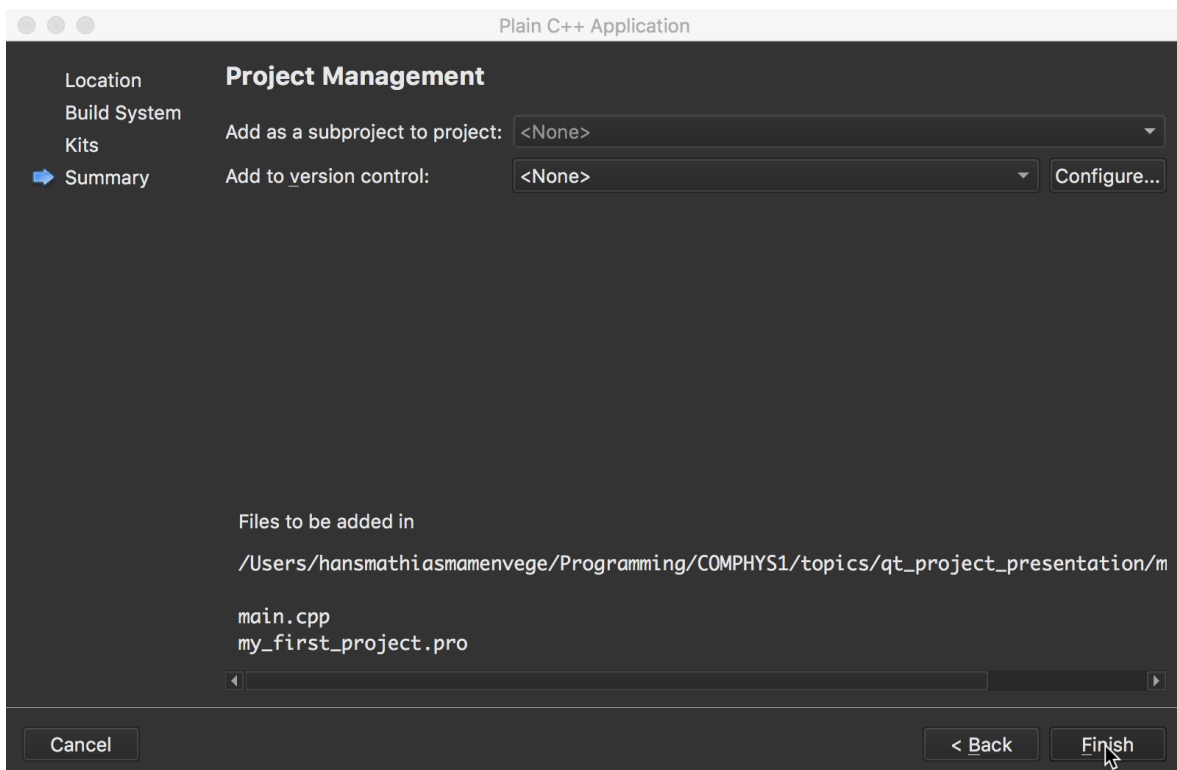 Plain C++ Application
Location
Build System
Kits
Summary
Project Management
Add as a subproject to project: <None>
Add to version control: <None> Configure...
Files to be added in
/Users/hansmathiasmamenvege/Programming/COMPHYS1/topics/qt_project_presentation/m
main.cpp
my_first_project.pro
Cancel < Back Finish